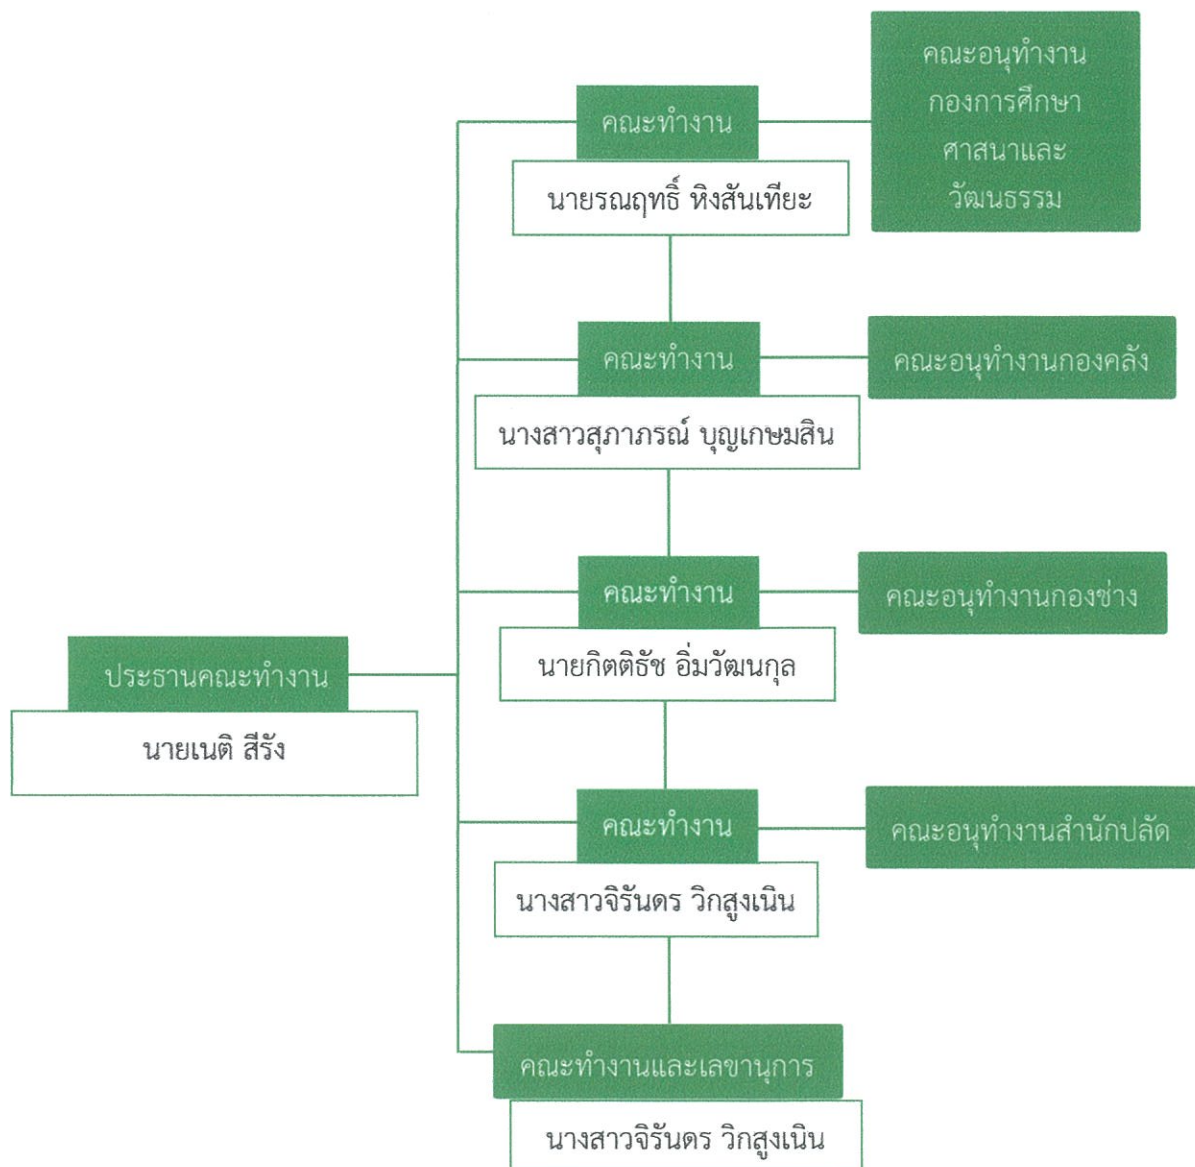 คณะทำงาน
นายรณฤทธิ์ หิงสันเทียะ
คณะอนุทำงาน
กองการศึกษา
ศาสนาและ
วัฒนธรรม
คณะทำงาน
นางสาวสุภาภรณ์ บุญเกษมสิน
คณะอนุทำงานกองคลัง
คณะทำงาน
นายกิตติธัช อิ่มวัฒนกุล
คณะอนุทำงานกองช่าง
ประธานคณะทำงาน
นายเนติ สีรัง
คณะทำงาน
นางสาวจิรันดร วิกสูงเนิน
คณะอนุทำงานสำนักปลัด
คณะทำงานและเลขานุการ
นางสาวจิรันดร วิกสูงเนิน